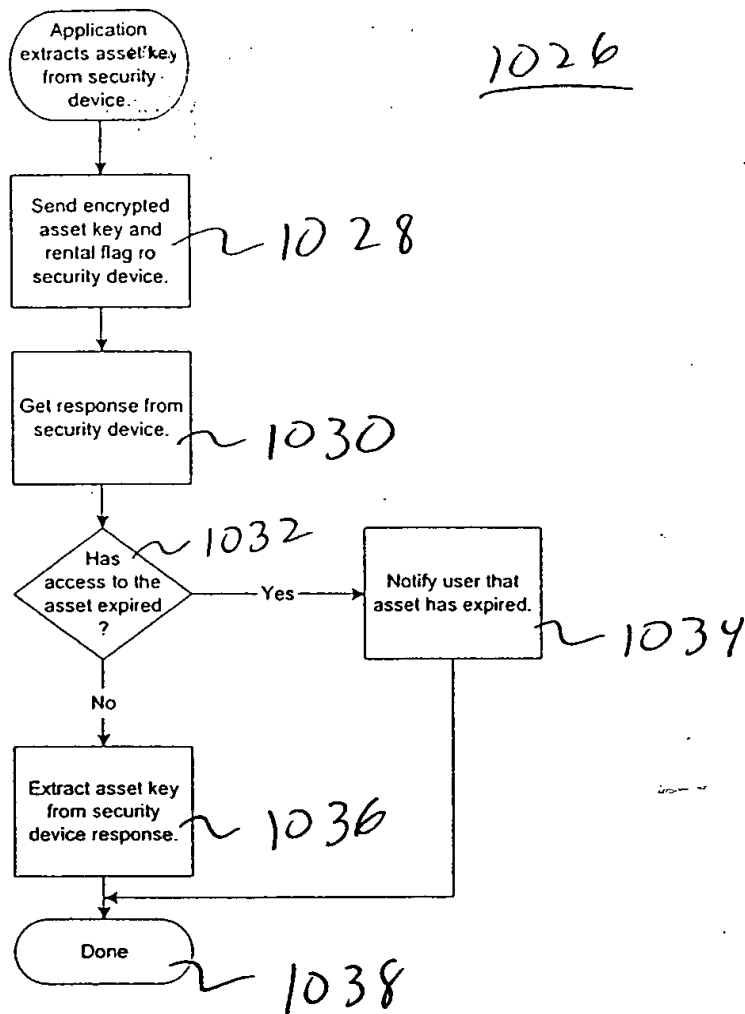 Application
extracts asset key
from security
device.
1026
Send encrypted
asset key and
rental flag ro
security device.
1028
Get response from
security device.
1030
Has
access to the
asset expired
?
1032
Yes
Notify user that
asset has expired.
1034
No
Extract asset key
from security
device response.
1036
Done
1038